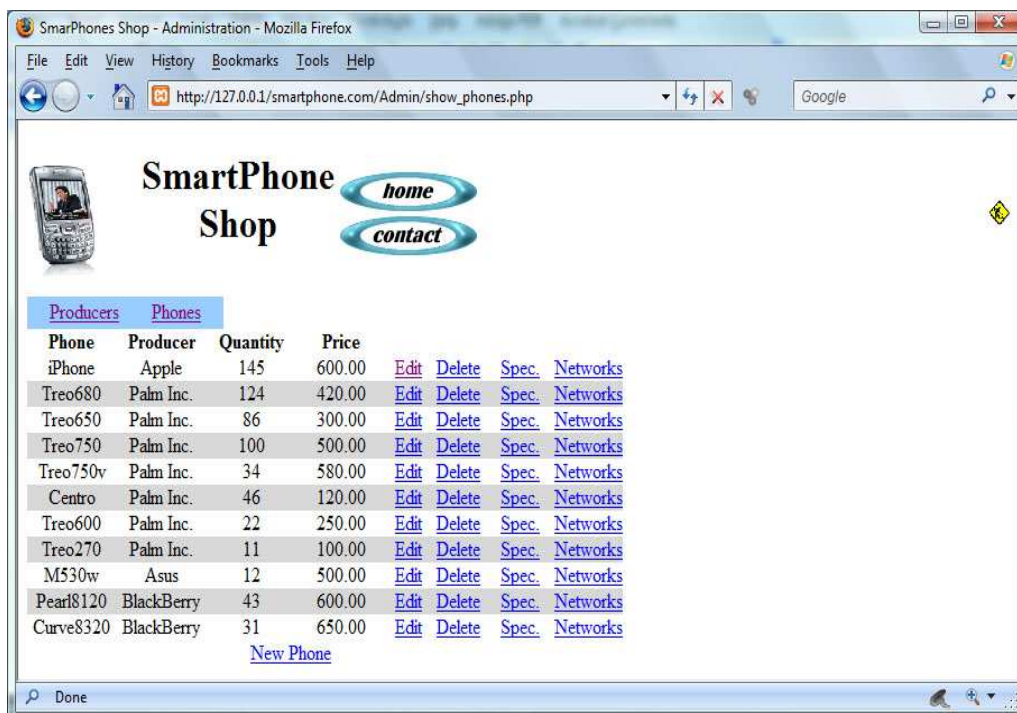 SmarPhones Shop - Administration - Mozilla Firefox
File Edit View History Bookmarks Tools Help
http://127.0.0.1/smartphone.com/Admin/show_phones.php Google
SmartPhone
Shop
home
contact
Producers Phones
Phone Producer Quantity Price
iPhone Apple 145 600.00 Edit Delete Spec. Networks
Treo680 Palm Inc. 124 420.00 Edit Delete Spec. Networks
Treo650 Palm Inc. 86 300.00 Edit Delete Spec. Networks
Treo750 Palm Inc. 100 500.00 Edit Delete Spec. Networks
Treo750v Palm Inc. 34 580.00 Edit Delete Spec. Networks
Centro Palm Inc. 46 120.00 Edit Delete Spec. Networks
Treo600 Palm Inc. 22 250.00 Edit Delete Spec. Networks
Treo270 Palm Inc. 11 100.00 Edit Delete Spec. Networks
M530w Asus 12 500.00 Edit Delete Spec. Networks
Pearl8120 BlackBerry 43 600.00 Edit Delete Spec. Networks
Curve8320 BlackBerry 31 650.00 Edit Delete Spec. Networks
New Phone
Done